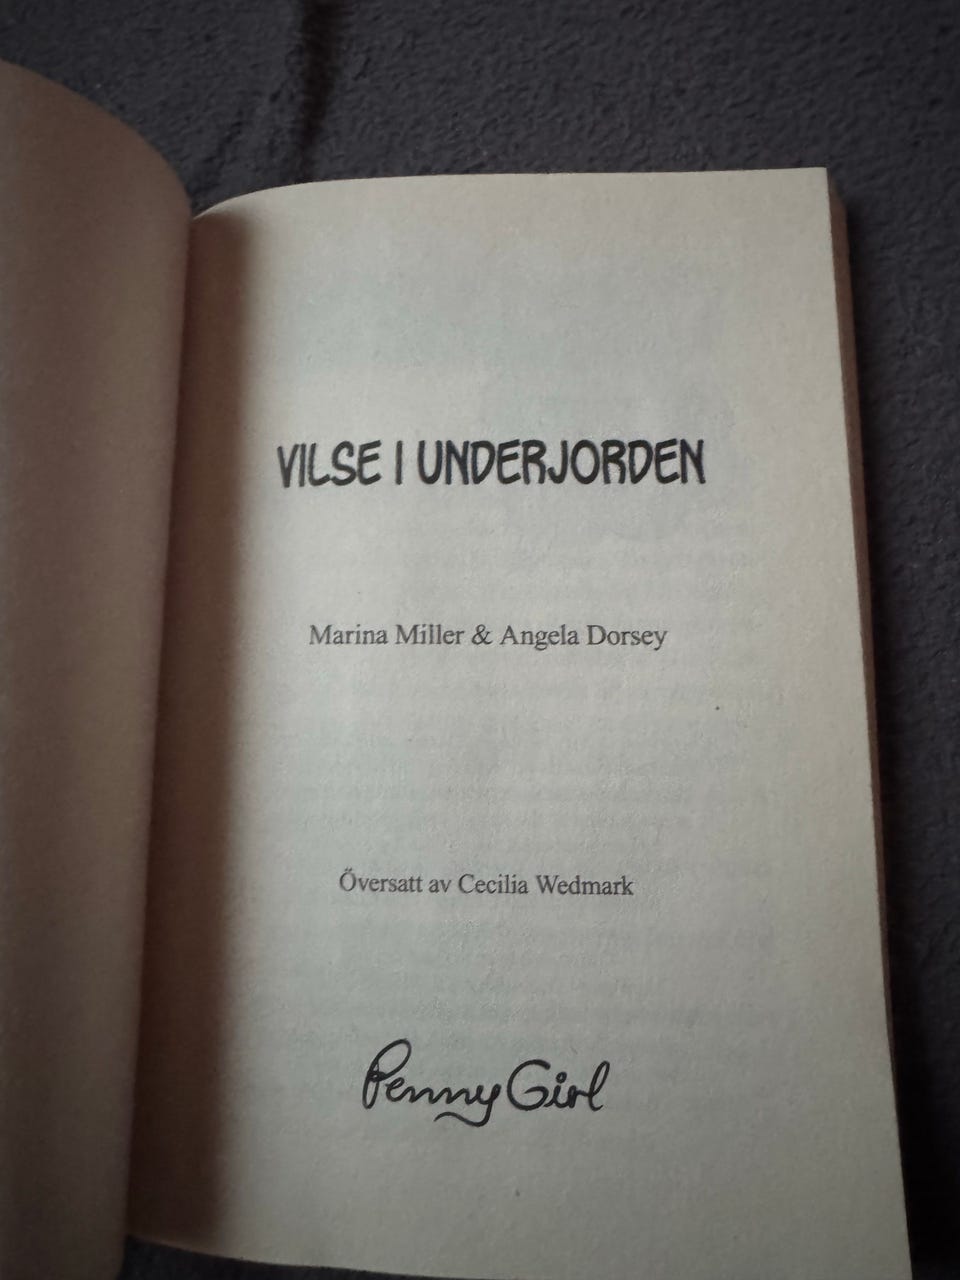 VILSE I UNDERJORDEN
Marina Miller & Angela Dorsey
Översatt av Cecilia Wedmark
Penny Girl